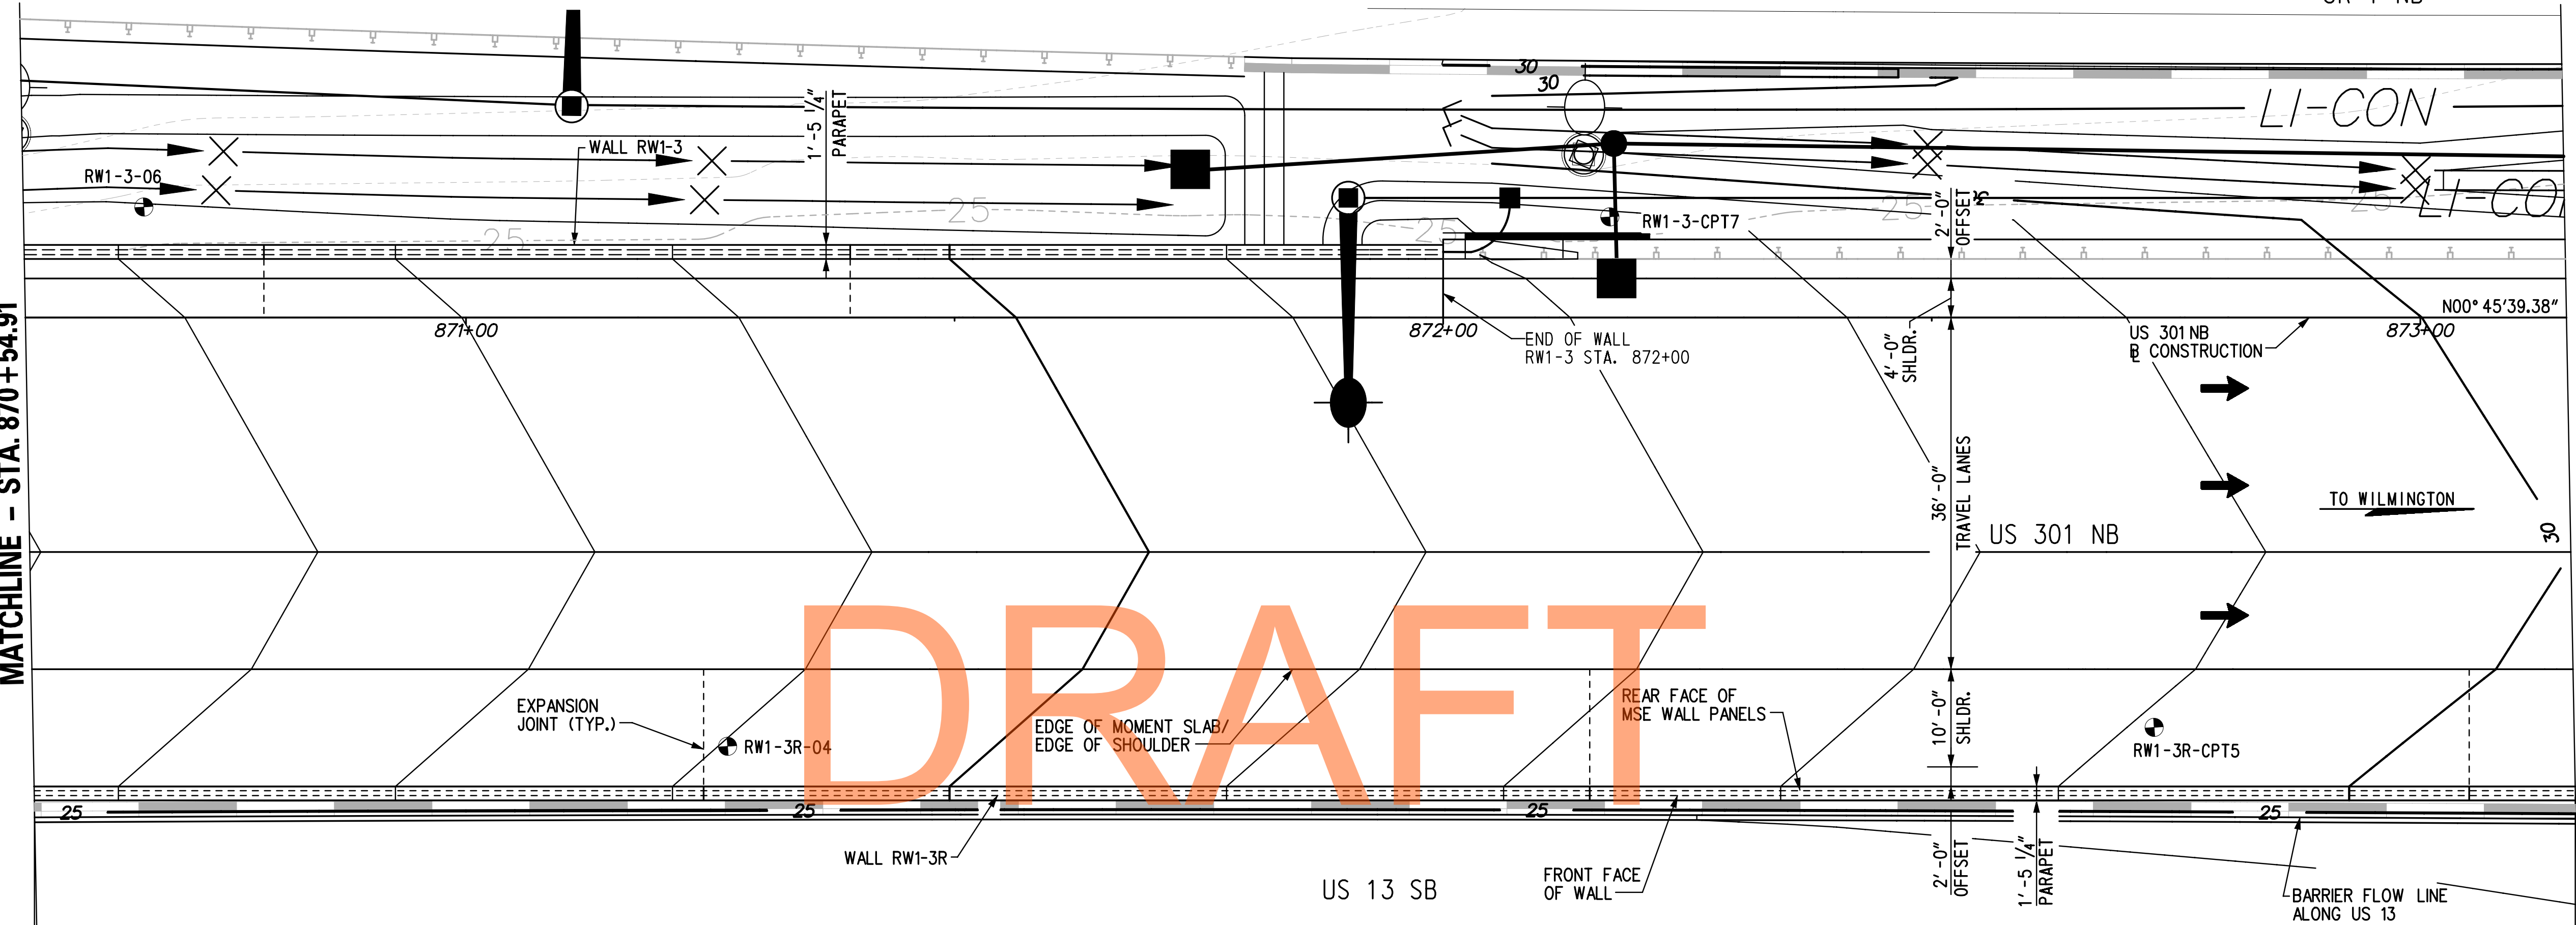 30
30
1'-5 1/4"
PARAPET
LI-CON
WALL RW1-3
RW1-3-06
25
25
25
25
25
RW1-3-CPT7
2'-0"
OFFSET
LI-CO
MATCHLINE - STA. 870+54.91
871+00
872+00
873+00
N00° 45'39.38"
END OF WALL
RW1-3 STA. 872+00
4'-0"
SHLDR.
US 301 NB
BL CONSTRUCTION
36'-0"
TRAVEL LANES
TO WILMINGTON
US 301 NB
30
DRAFT
EXPANSION
JOINT (TYP.)
RW1-3R-04
EDGE OF MOMENT SLAB/
EDGE OF SHOULDER
REAR FACE OF
MSE WALL PANELS
10'-0"
SHLDR.
RW1-3R-CPT5
25
25
25
25
WALL RW1-3R
US 13 SB
FRONT FACE
OF WALL
2'-0"
OFFSET
1'-5 1/4"
PARAPET
BARRIER FLOW LINE
ALONG US 13